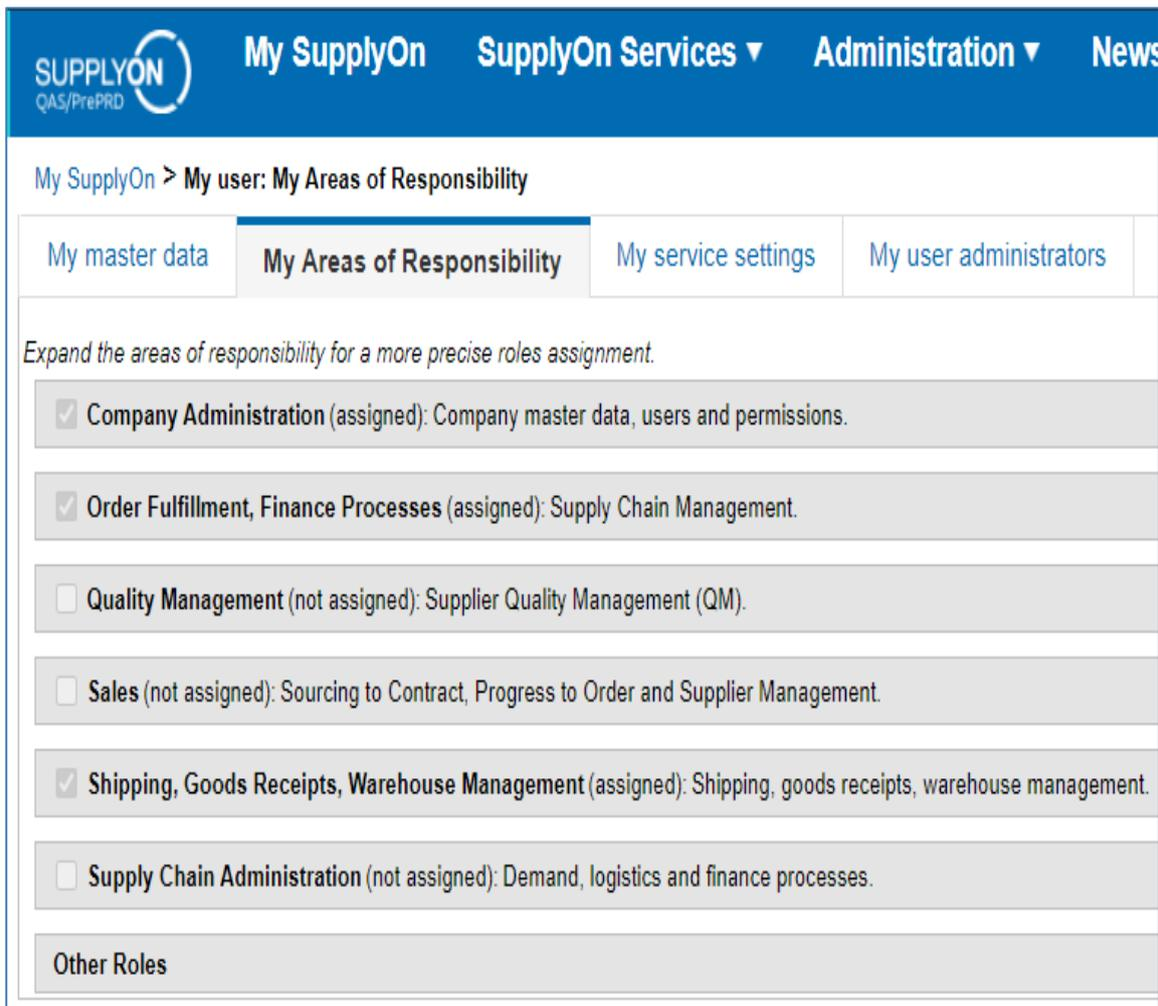 SUPPLYON
QAS/PrePRD
My SupplyOn SupplyOn Services ▼ Administration ▼ News
My SupplyOn > My user: My Areas of Responsibility
My master data My Areas of Responsibility My service settings My user administrators
Expand the areas of responsibility for a more precise roles assignment.
Company Administration (assigned): Company master data, users and permissions.
Order Fulfillment, Finance Processes (assigned): Supply Chain Management.
Quality Management (not assigned): Supplier Quality Management (QM).
Sales (not assigned): Sourcing to Contract, Progress to Order and Supplier Management.
Shipping, Goods Receipts, Warehouse Management (assigned): Shipping, goods receipts, warehouse management.
Supply Chain Administration (not assigned): Demand, logistics and finance processes.
Other Roles